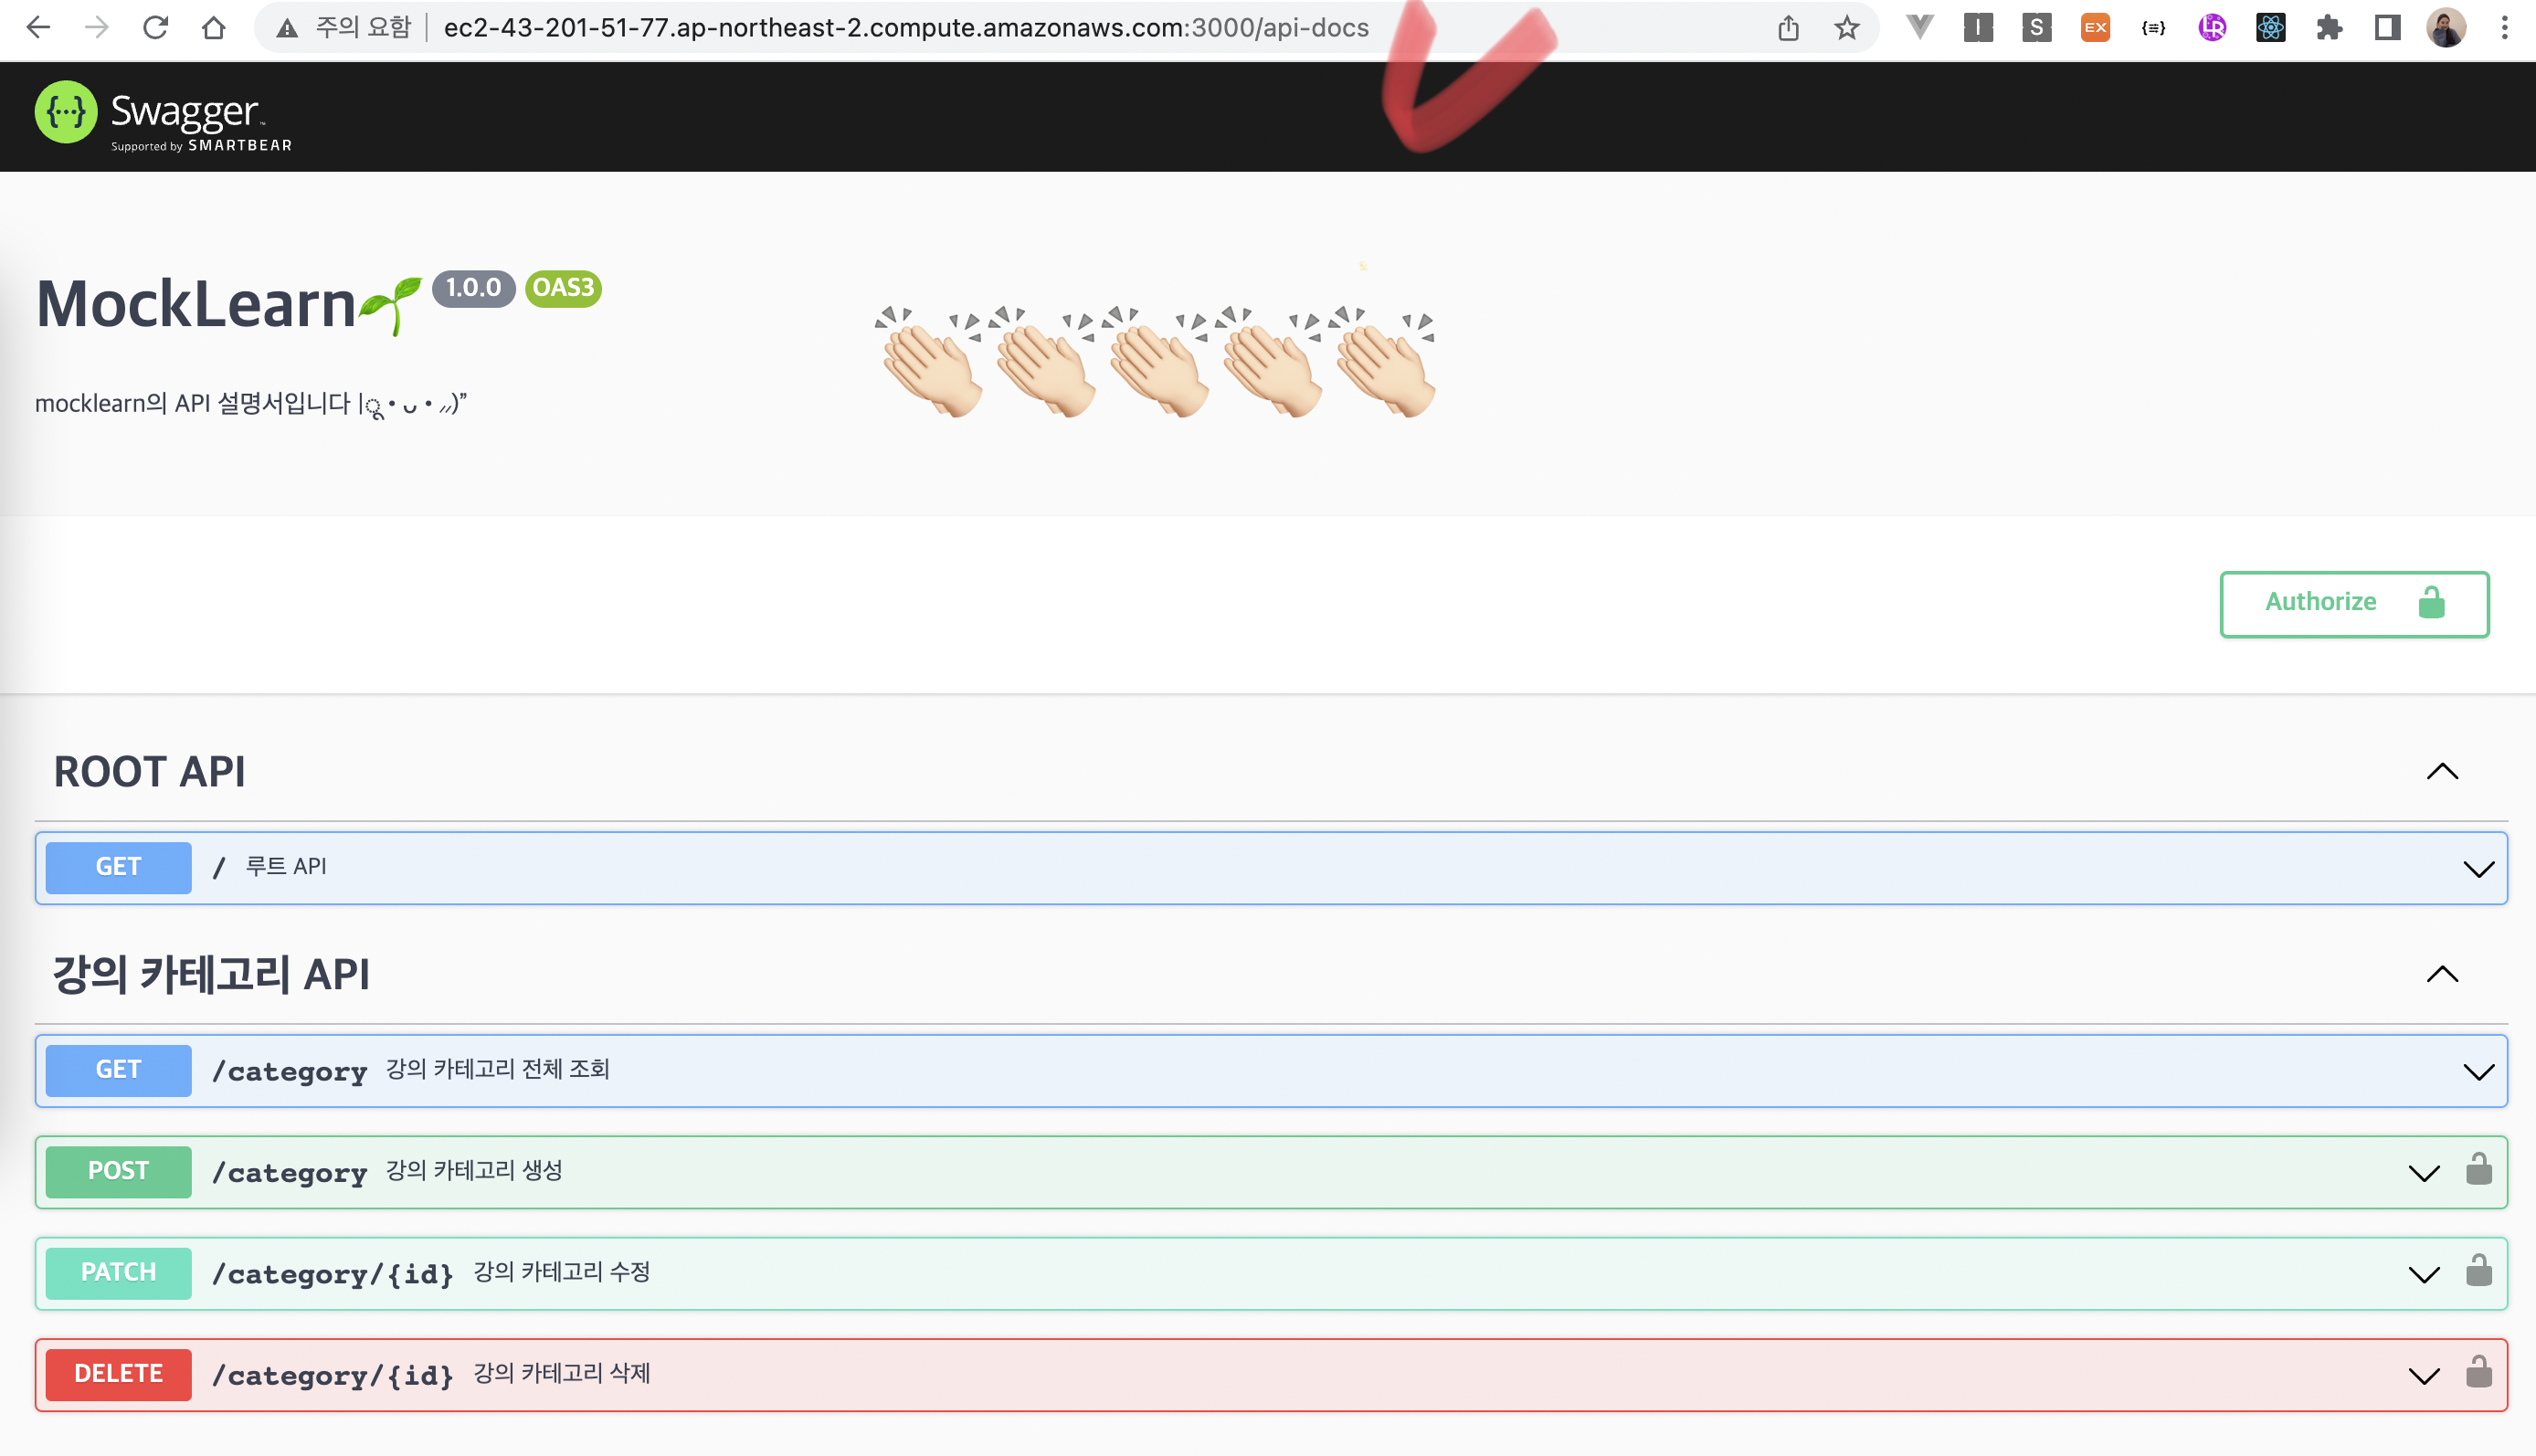 주의 요함 ec2-43-201-51-77.ap-northeast-2.compute.amazonaws.com:3000/api-docs
I S EX {≡} LR
{···} Swagger™
Supported by SMARTBEAR
MockLearn🌱 1.0.0 OAS3
👏🏻👏🏻👏🏻👏🏻👏🏻
mocklearn의 API 설명서입니다 |ૂ•ᴗ•⸝⸝)”
Authorize
ROOT API
GET / 루트 API
강의 카테고리 API
GET /category 강의 카테고리 전체 조회
POST /category 강의 카테고리 생성
PATCH /category/{id} 강의 카테고리 수정
DELETE /category/{id} 강의 카테고리 삭제